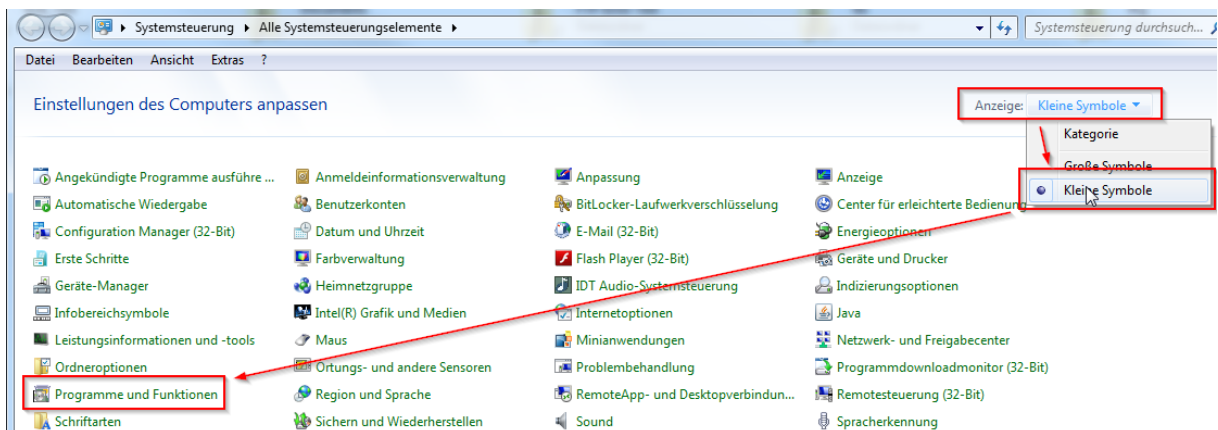 Systemsteuerung Alle Systemsteuerungselemente Systemsteuerung durchsuch...
Datei Bearbeiten Ansicht Extras ?
Einstellungen des Computers anpassen Anzeige: Kleine Symbole
Kategorie
Große Symbole
Kleine Symbole
Angekündigte Programme ausführe ... Anmeldeinformationsverwaltung Anpassung Anzeige
Automatische Wiedergabe Benutzerkonten BitLocker-Laufwerkverschlüsselung Center für erleichterte Bedienung
Configuration Manager (32-Bit) Datum und Uhrzeit E-Mail (32-Bit) Energieoptionen
Erste Schritte Farbverwaltung Flash Player (32-Bit) Geräte und Drucker
Geräte-Manager Heimnetzgruppe IDT Audio-Systemsteuerung Indizierungsoptionen
Infobereichsymbole Intel(R) Grafik und Medien Internetoptionen Java
Leistungsinformationen und -tools Maus Minianwendungen Netzwerk- und Freigabecenter
Ordneroptionen Ortungs- und andere Sensoren Problembehandlung Programmdownloadmonitor (32-Bit)
Programme und Funktionen Region und Sprache RemoteApp- und Desktopverbindun... Remotesteuerung (32-Bit)
Schriftarten Sichern und Wiederherstellen Sound Spracherkennung